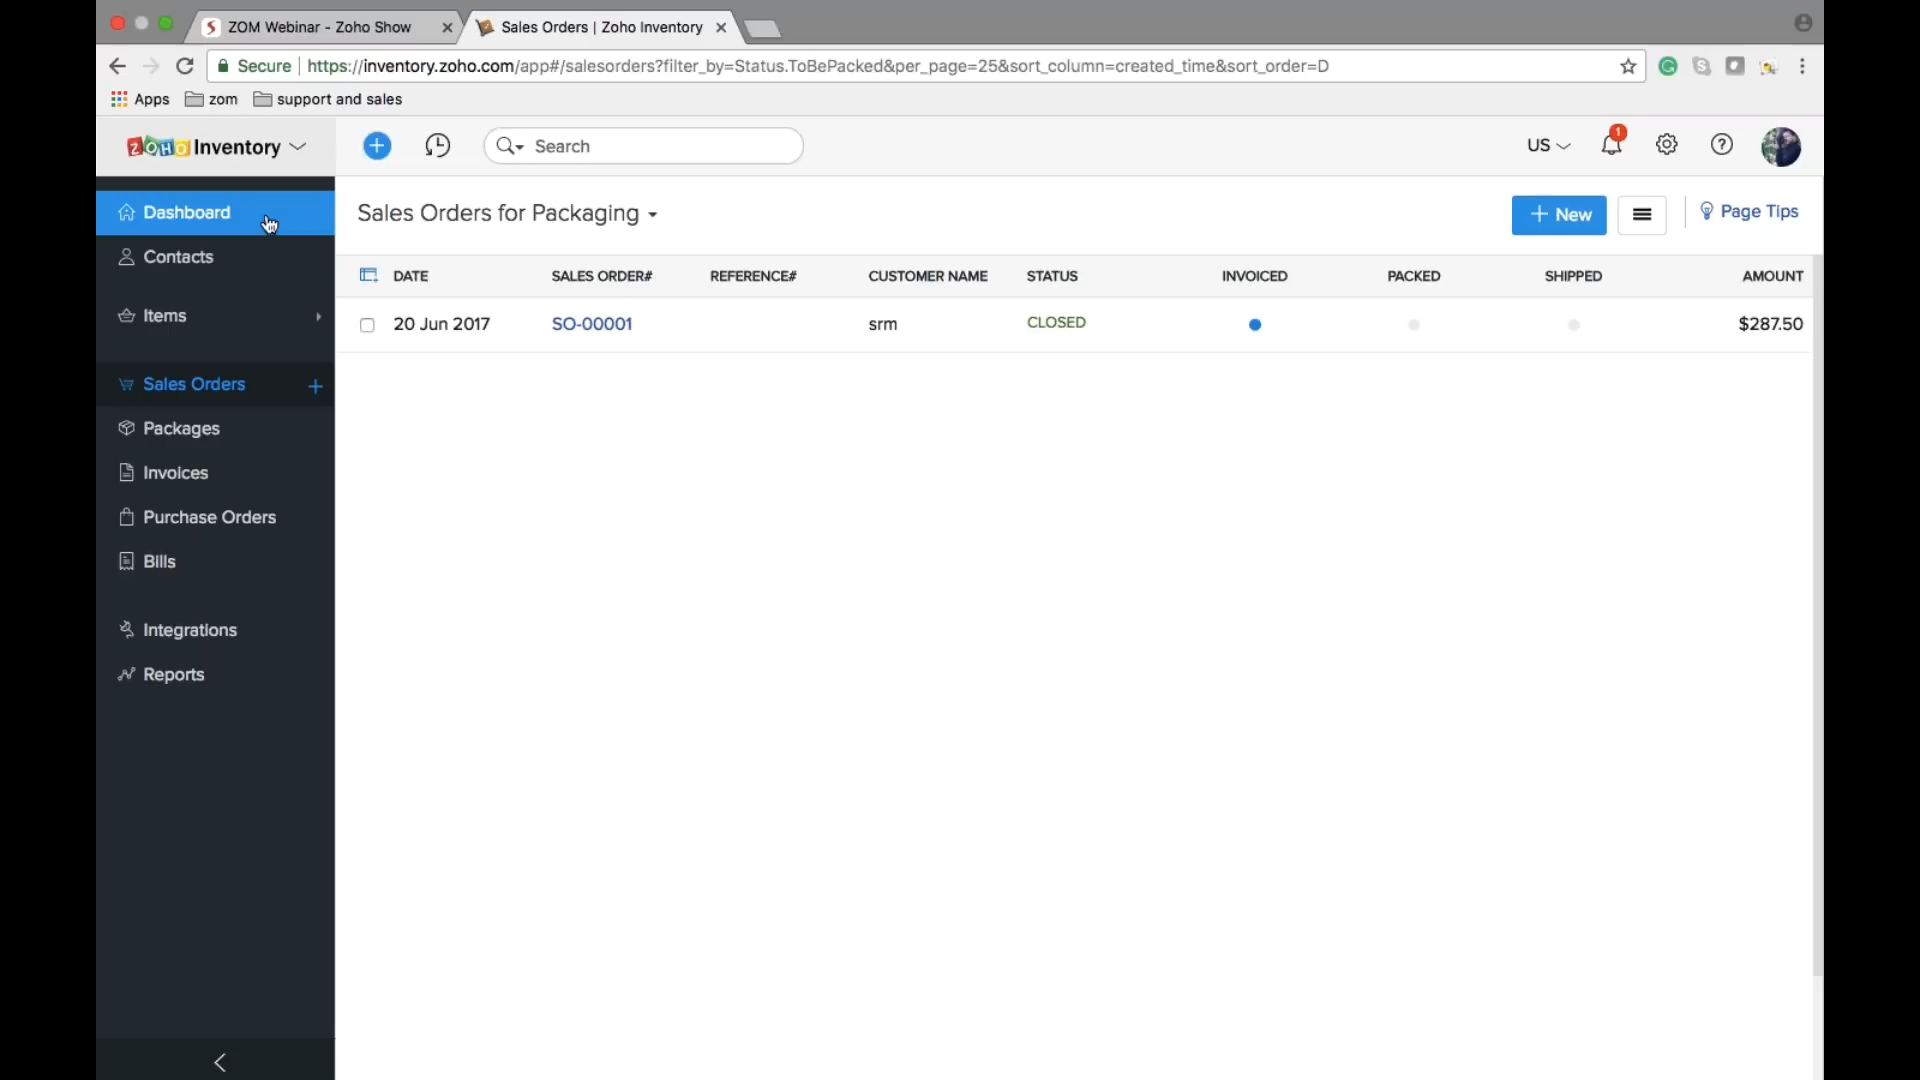 ZOM Webinar - Zoho Show
Sales Orders | Zoho Inventory
Secure https://inventory.zoho.com/app#/salesorders?filter_by=Status.ToBePacked&per_page=25&sort_column=created_time&sort_order=D
Apps zom support and sales
ZOHO Inventory
Search
US
1
Dashboard
Contacts
Items
Sales Orders
Packages
Invoices
Purchase Orders
Bills
Integrations
Reports
Sales Orders for Packaging
+ New
Page Tips
DATE SALES ORDER# REFERENCE# CUSTOMER NAME STATUS INVOICED PACKED SHIPPED AMOUNT
20 Jun 2017 SO-00001 srm CLOSED $287.50